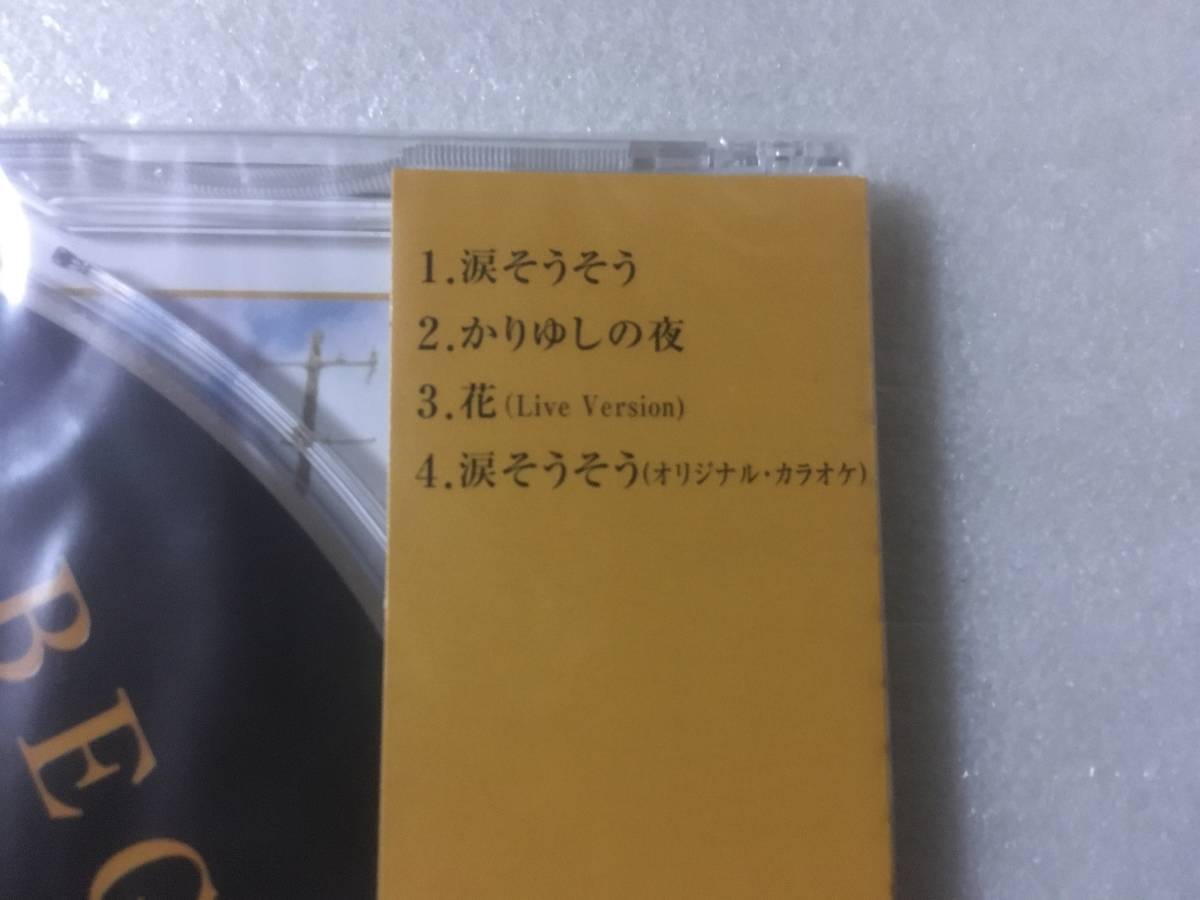 1.涙そうそう
2.かりゆしの夜
3.花(Live Version)
4.涙そうそう(オリジナル・カラオケ)
BEG